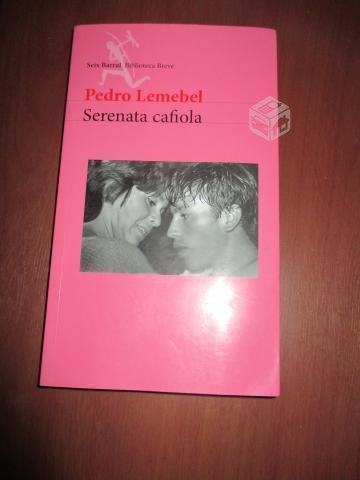 Seix Barral Biblioteca Breve
Pedro Lemebel
Serenata cafiola